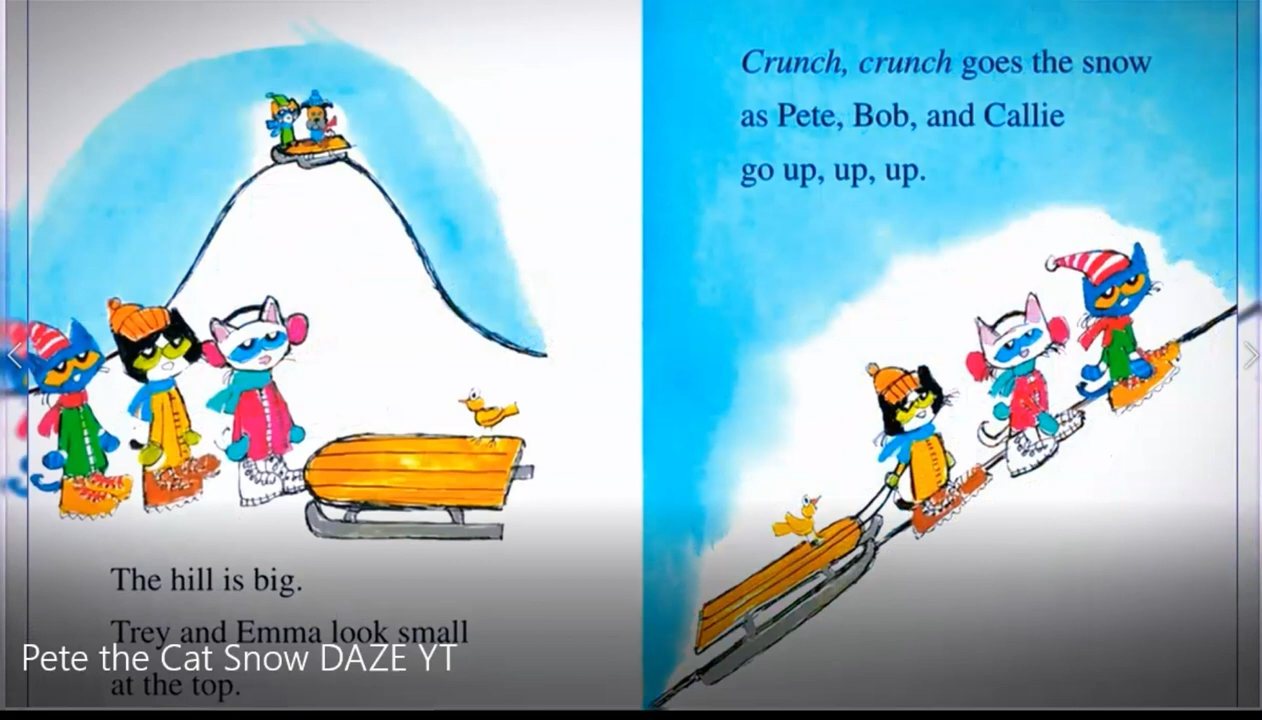 The hill is big.
Trey and Emma look small
at the top.
Pete the Cat Snow DAZE YT
Crunch, crunch goes the snow
as Pete, Bob, and Callie
go up, up, up.